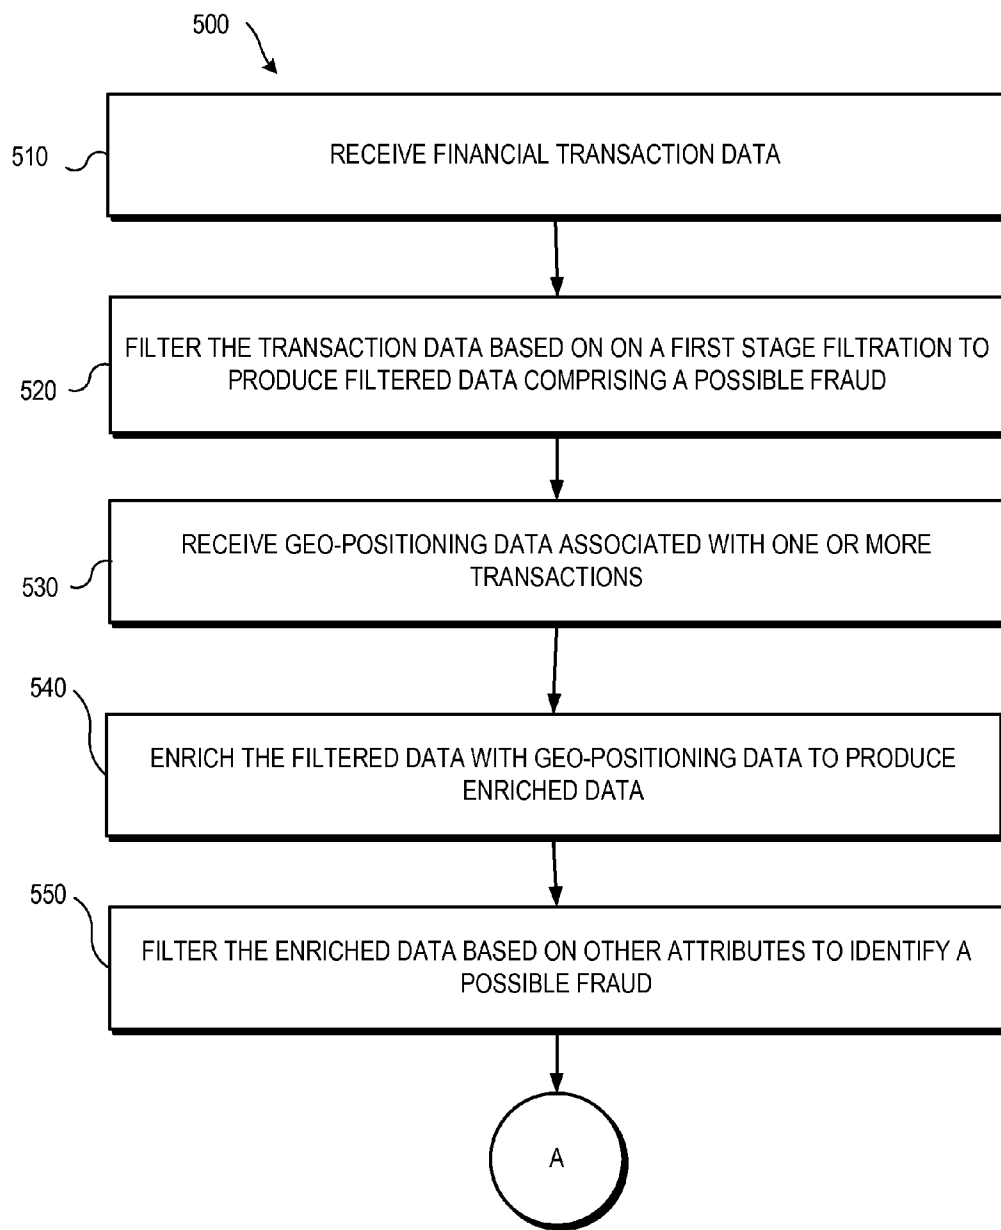 500
510
RECEIVE FINANCIAL TRANSACTION DATA
520
FILTER THE TRANSACTION DATA BASED ON ON A FIRST STAGE FILTRATION TO
PRODUCE FILTERED DATA COMPRISING A POSSIBLE FRAUD
530
RECEIVE GEO-POSITIONING DATA ASSOCIATED WITH ONE OR MORE
TRANSACTIONS
540
ENRICH THE FILTERED DATA WITH GEO-POSITIONING DATA TO PRODUCE
ENRICHED DATA
550
FILTER THE ENRICHED DATA BASED ON OTHER ATTRIBUTES TO IDENTIFY A
POSSIBLE FRAUD
A